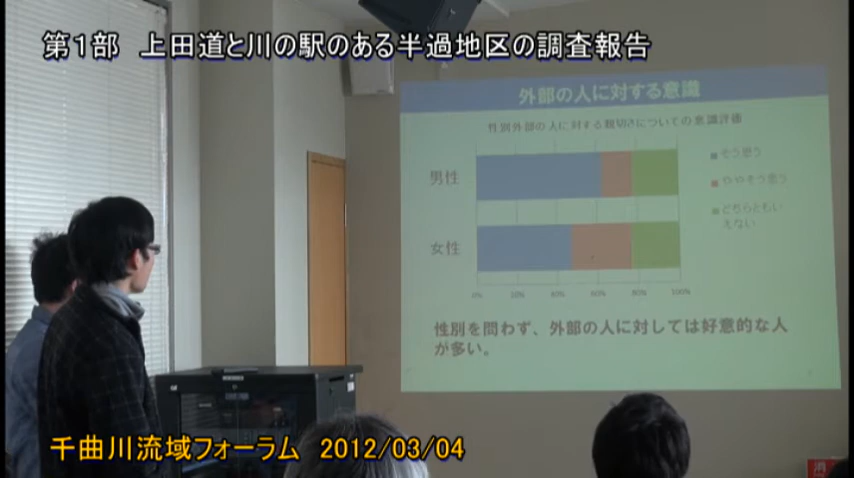 第1部　上田道と川の駅のある半過地区の調査報告
外部の人に対する意識
性別外部の人に対する親切さについての意識評価
男性
女性
そう思う
ややそう思う
どちらともい
えない
0%　20%　40%　60%　80%　100%
性別を問わず、外部の人に対しては好意的な人
が多い。
千曲川流域フォーラム　2012/03/04
消